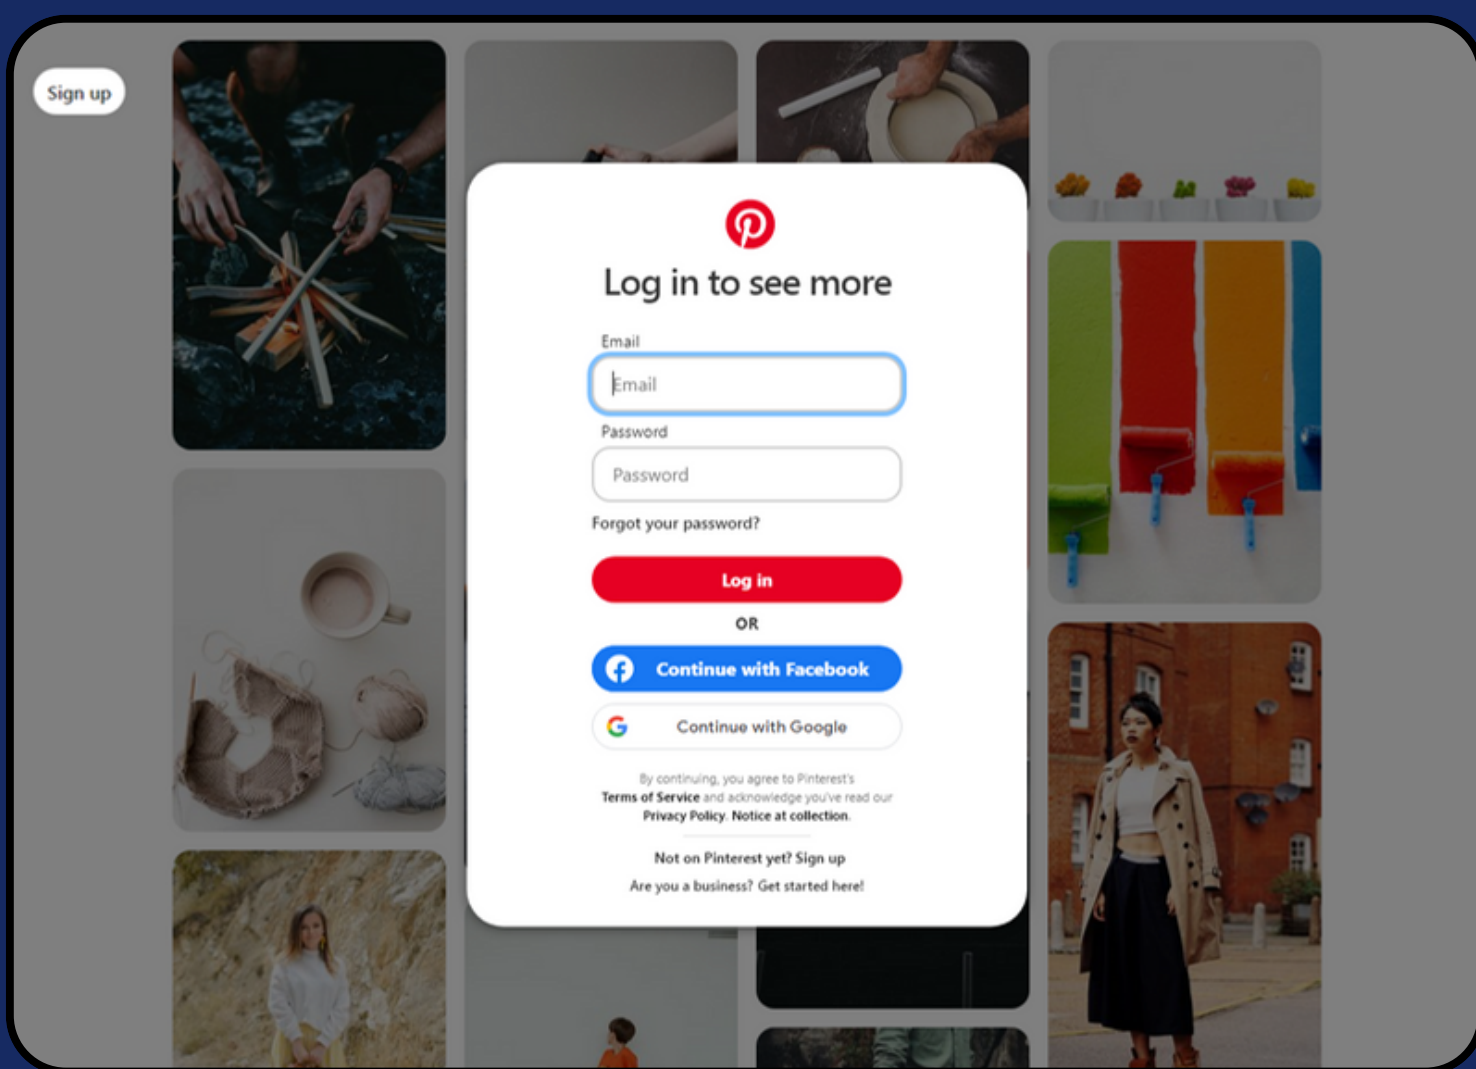 Sign up
Log in to see more
Email
Email
Password
Password
Forgot your password?
Log in
OR
Continue with Facebook
Continue with Google
By continuing, you agree to Pinterest's
Terms of Service and acknowledge you've read our
Privacy Policy. Notice at collection.
Not on Pinterest yet? Sign up
Are you a business? Get started here!